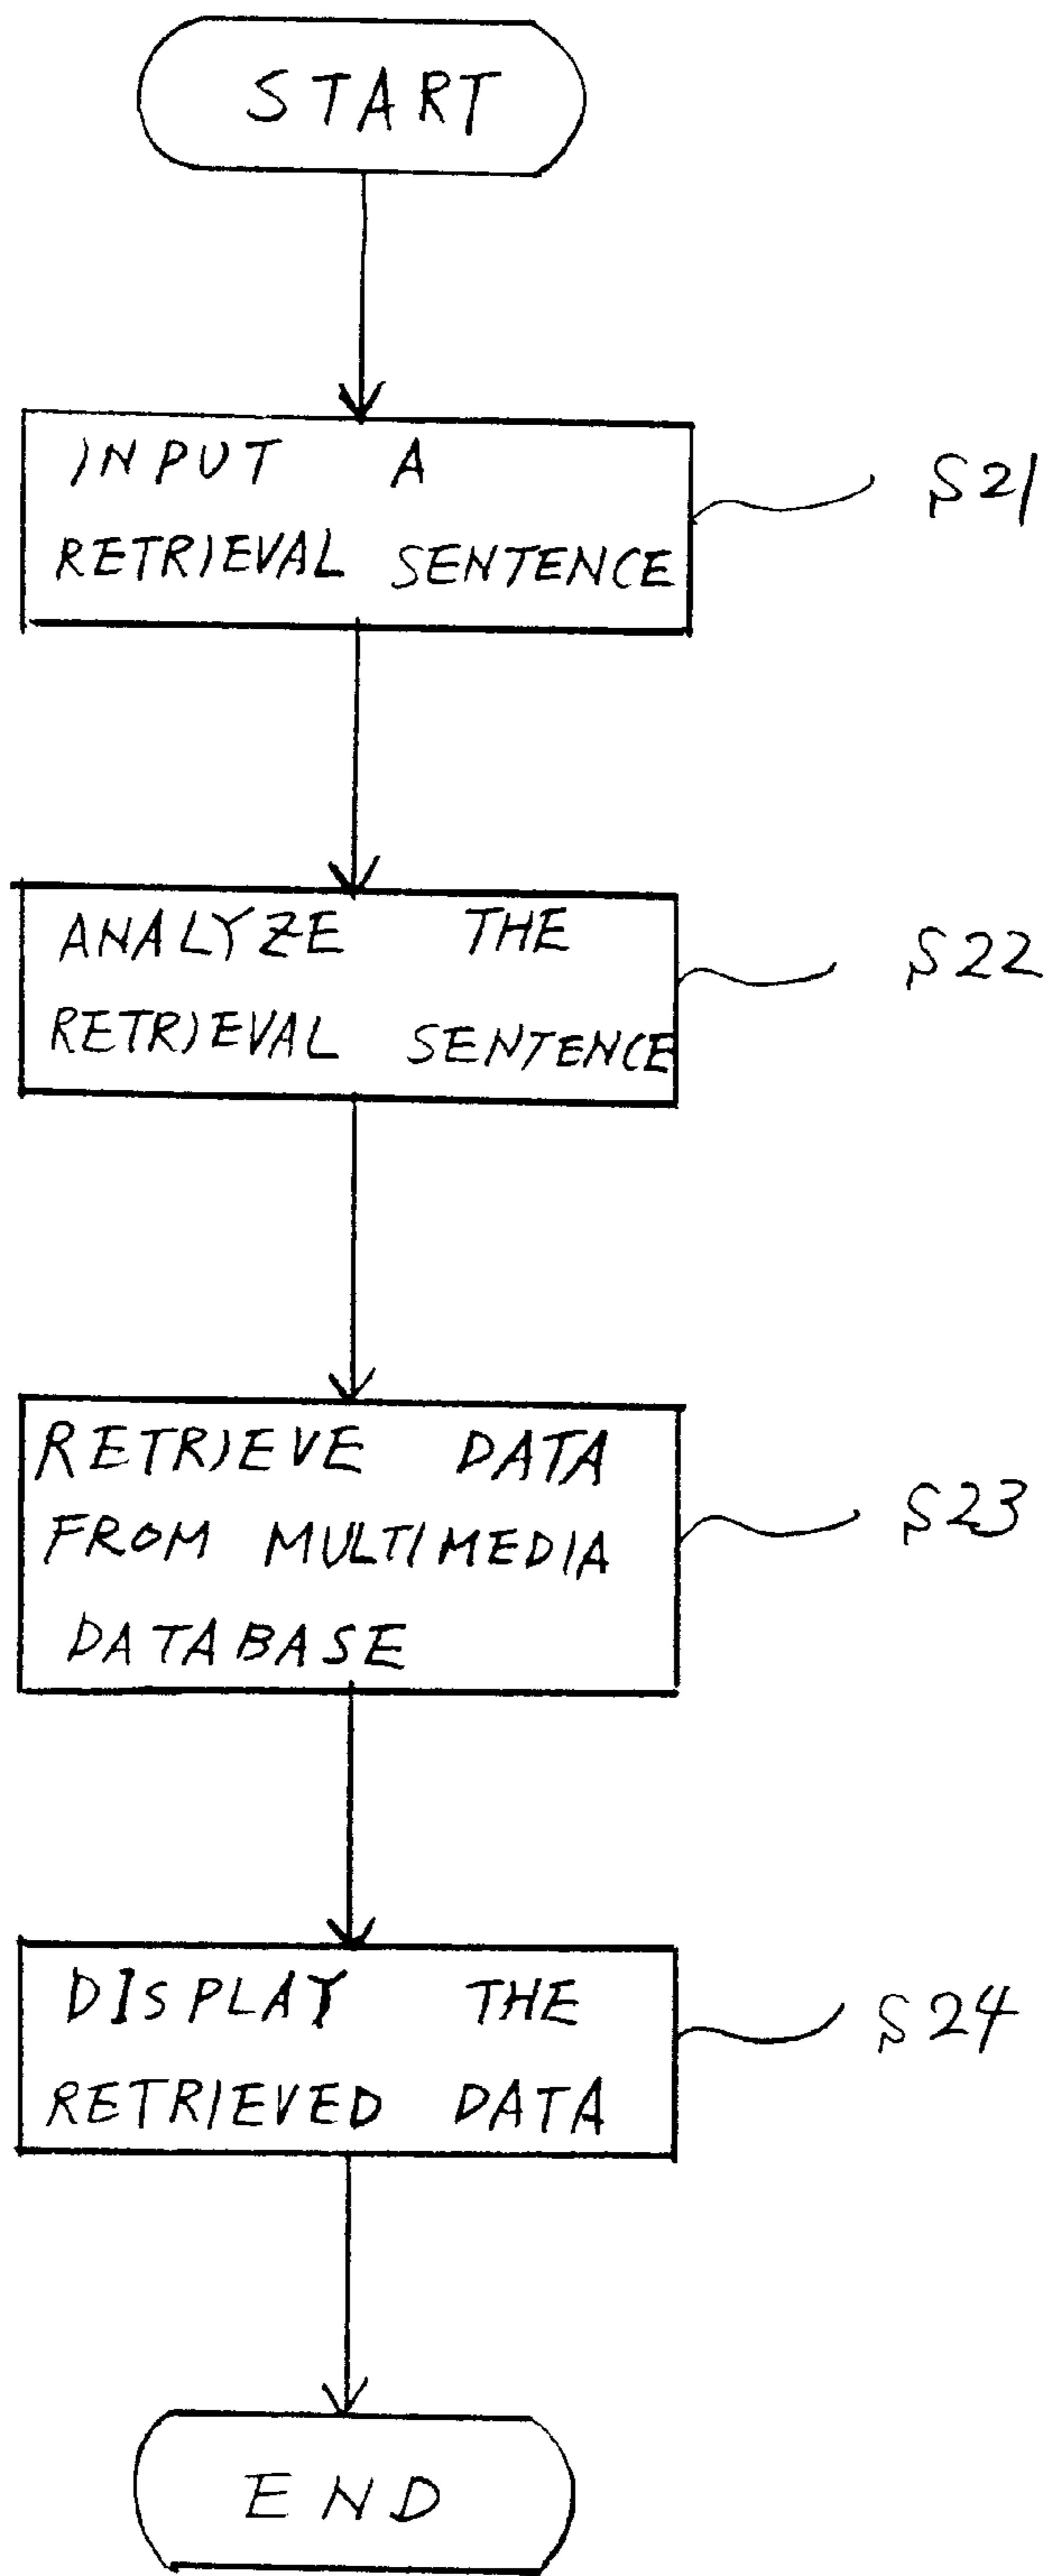 START
INPUT A
RETRIEVAL SENTENCE
S21
ANALYZE THE
RETRIEVAL SENTENCE
S22
RETRIEVE DATA
FROM MULTIMEDIA
DATABASE
S23
DISPLAY THE
RETRIEVED DATA
S24
END